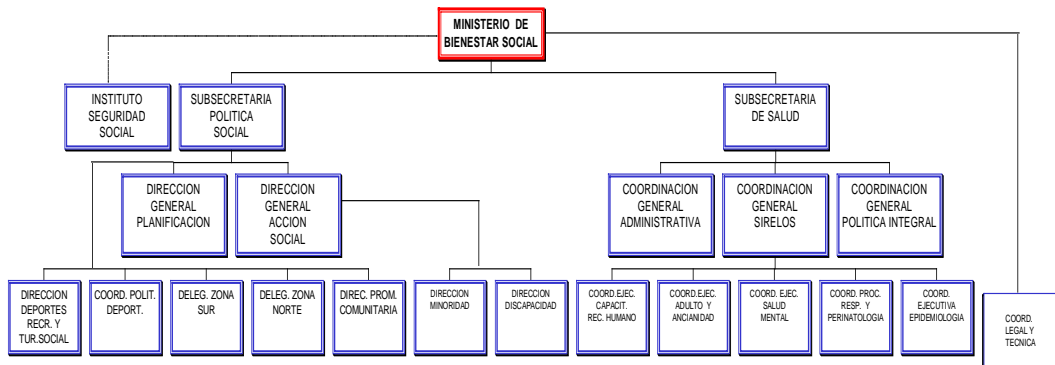 MINISTERIO DE
BIENESTAR SOCIAL
INSTITUTO
SEGURIDAD
SOCIAL
SUBSECRETARIA
POLITICA
SOCIAL
SUBSECRETARIA
DE SALUD
DIRECCION
GENERAL
PLANIFICACION
DIRECCION
GENERAL
ACCION
SOCIAL
COORDINACION
GENERAL
ADMINISTRATIVA
COORDINACION
GENERAL
SIRELOS
COORDINACION
GENERAL
POLITICA INTEGRAL
DIRECCION
DEPORTES
RECR. Y
TUR.SOCIAL
COORD. POLIT.
DEPORT.
DELEG. ZONA
SUR
DELEG. ZONA
NORTE
DIREC. PROM.
COMUNITARIA
DIRECCION
MINORIDAD
DIRECCION
DISCAPACIDAD
COORD.EJEC.
CAPACIT.
REC. HUMANO
COORD.EJEC.
ADULTO Y
ANCIANIDAD
COORD. EJEC.
SALUD
MENTAL
COORD. PROC.
RESP. Y
PERINATOLOGIA
COORD.
EJECUTIVA
EPIDEMIOLOGIA
COORD.
LEGAL Y
TECNICA